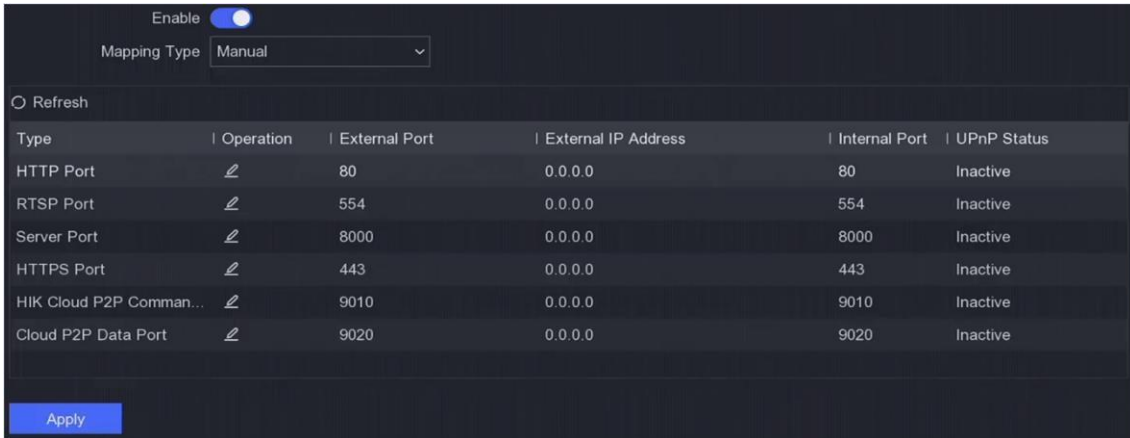 Enable
Mapping Type Manual
Refresh
Type Operation External Port External IP Address Internal Port UPnP Status
HTTP Port 80 0.0.0.0 80 Inactive
RTSP Port 554 0.0.0.0 554 Inactive
Server Port 8000 0.0.0.0 8000 Inactive
HTTPS Port 443 0.0.0.0 443 Inactive
HIK Cloud P2P Comman... 9010 0.0.0.0 9010 Inactive
Cloud P2P Data Port 9020 0.0.0.0 9020 Inactive
Apply